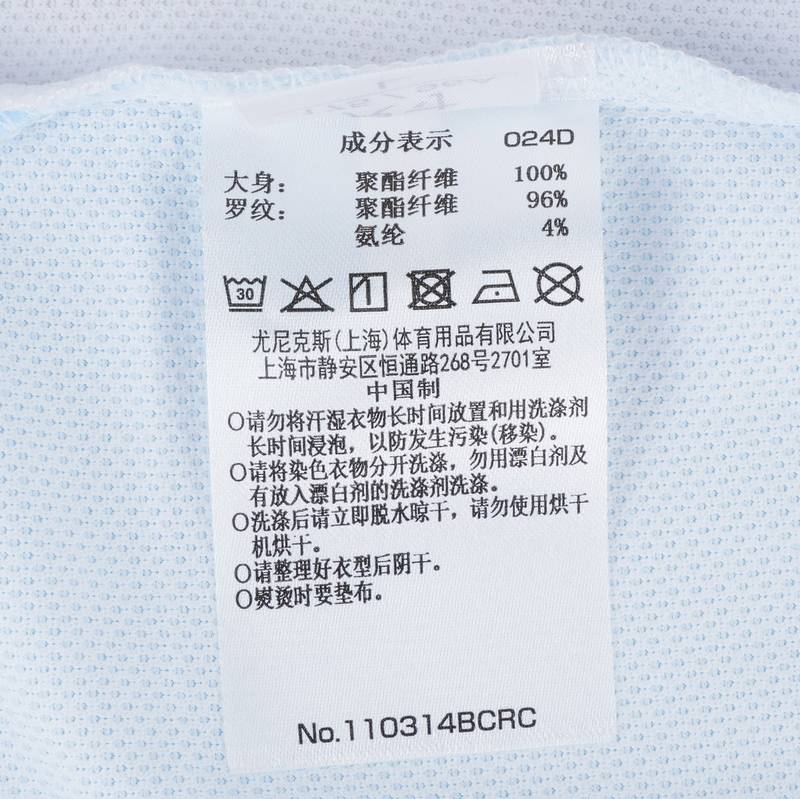 成分表示 024D
大身： 聚酯纤维 100%
罗纹： 聚酯纤维 96%
氨纶 4%
30
尤尼克斯(上海)体育用品有限公司
上海市静安区恒通路268号2701室
中国制
○请勿将汗湿衣物长时间放置和用洗涤剂
长时间浸泡，以防发生污染(移染)。
○请将染色衣物分开洗涤，勿用漂白剂及
有放入漂白剂的洗涤剂洗涤。
○洗涤后请立即脱水晾干，请勿使用烘干
机烘干。
○请整理好衣型后阴干。
○熨烫时要垫布。
No.110314BCRC